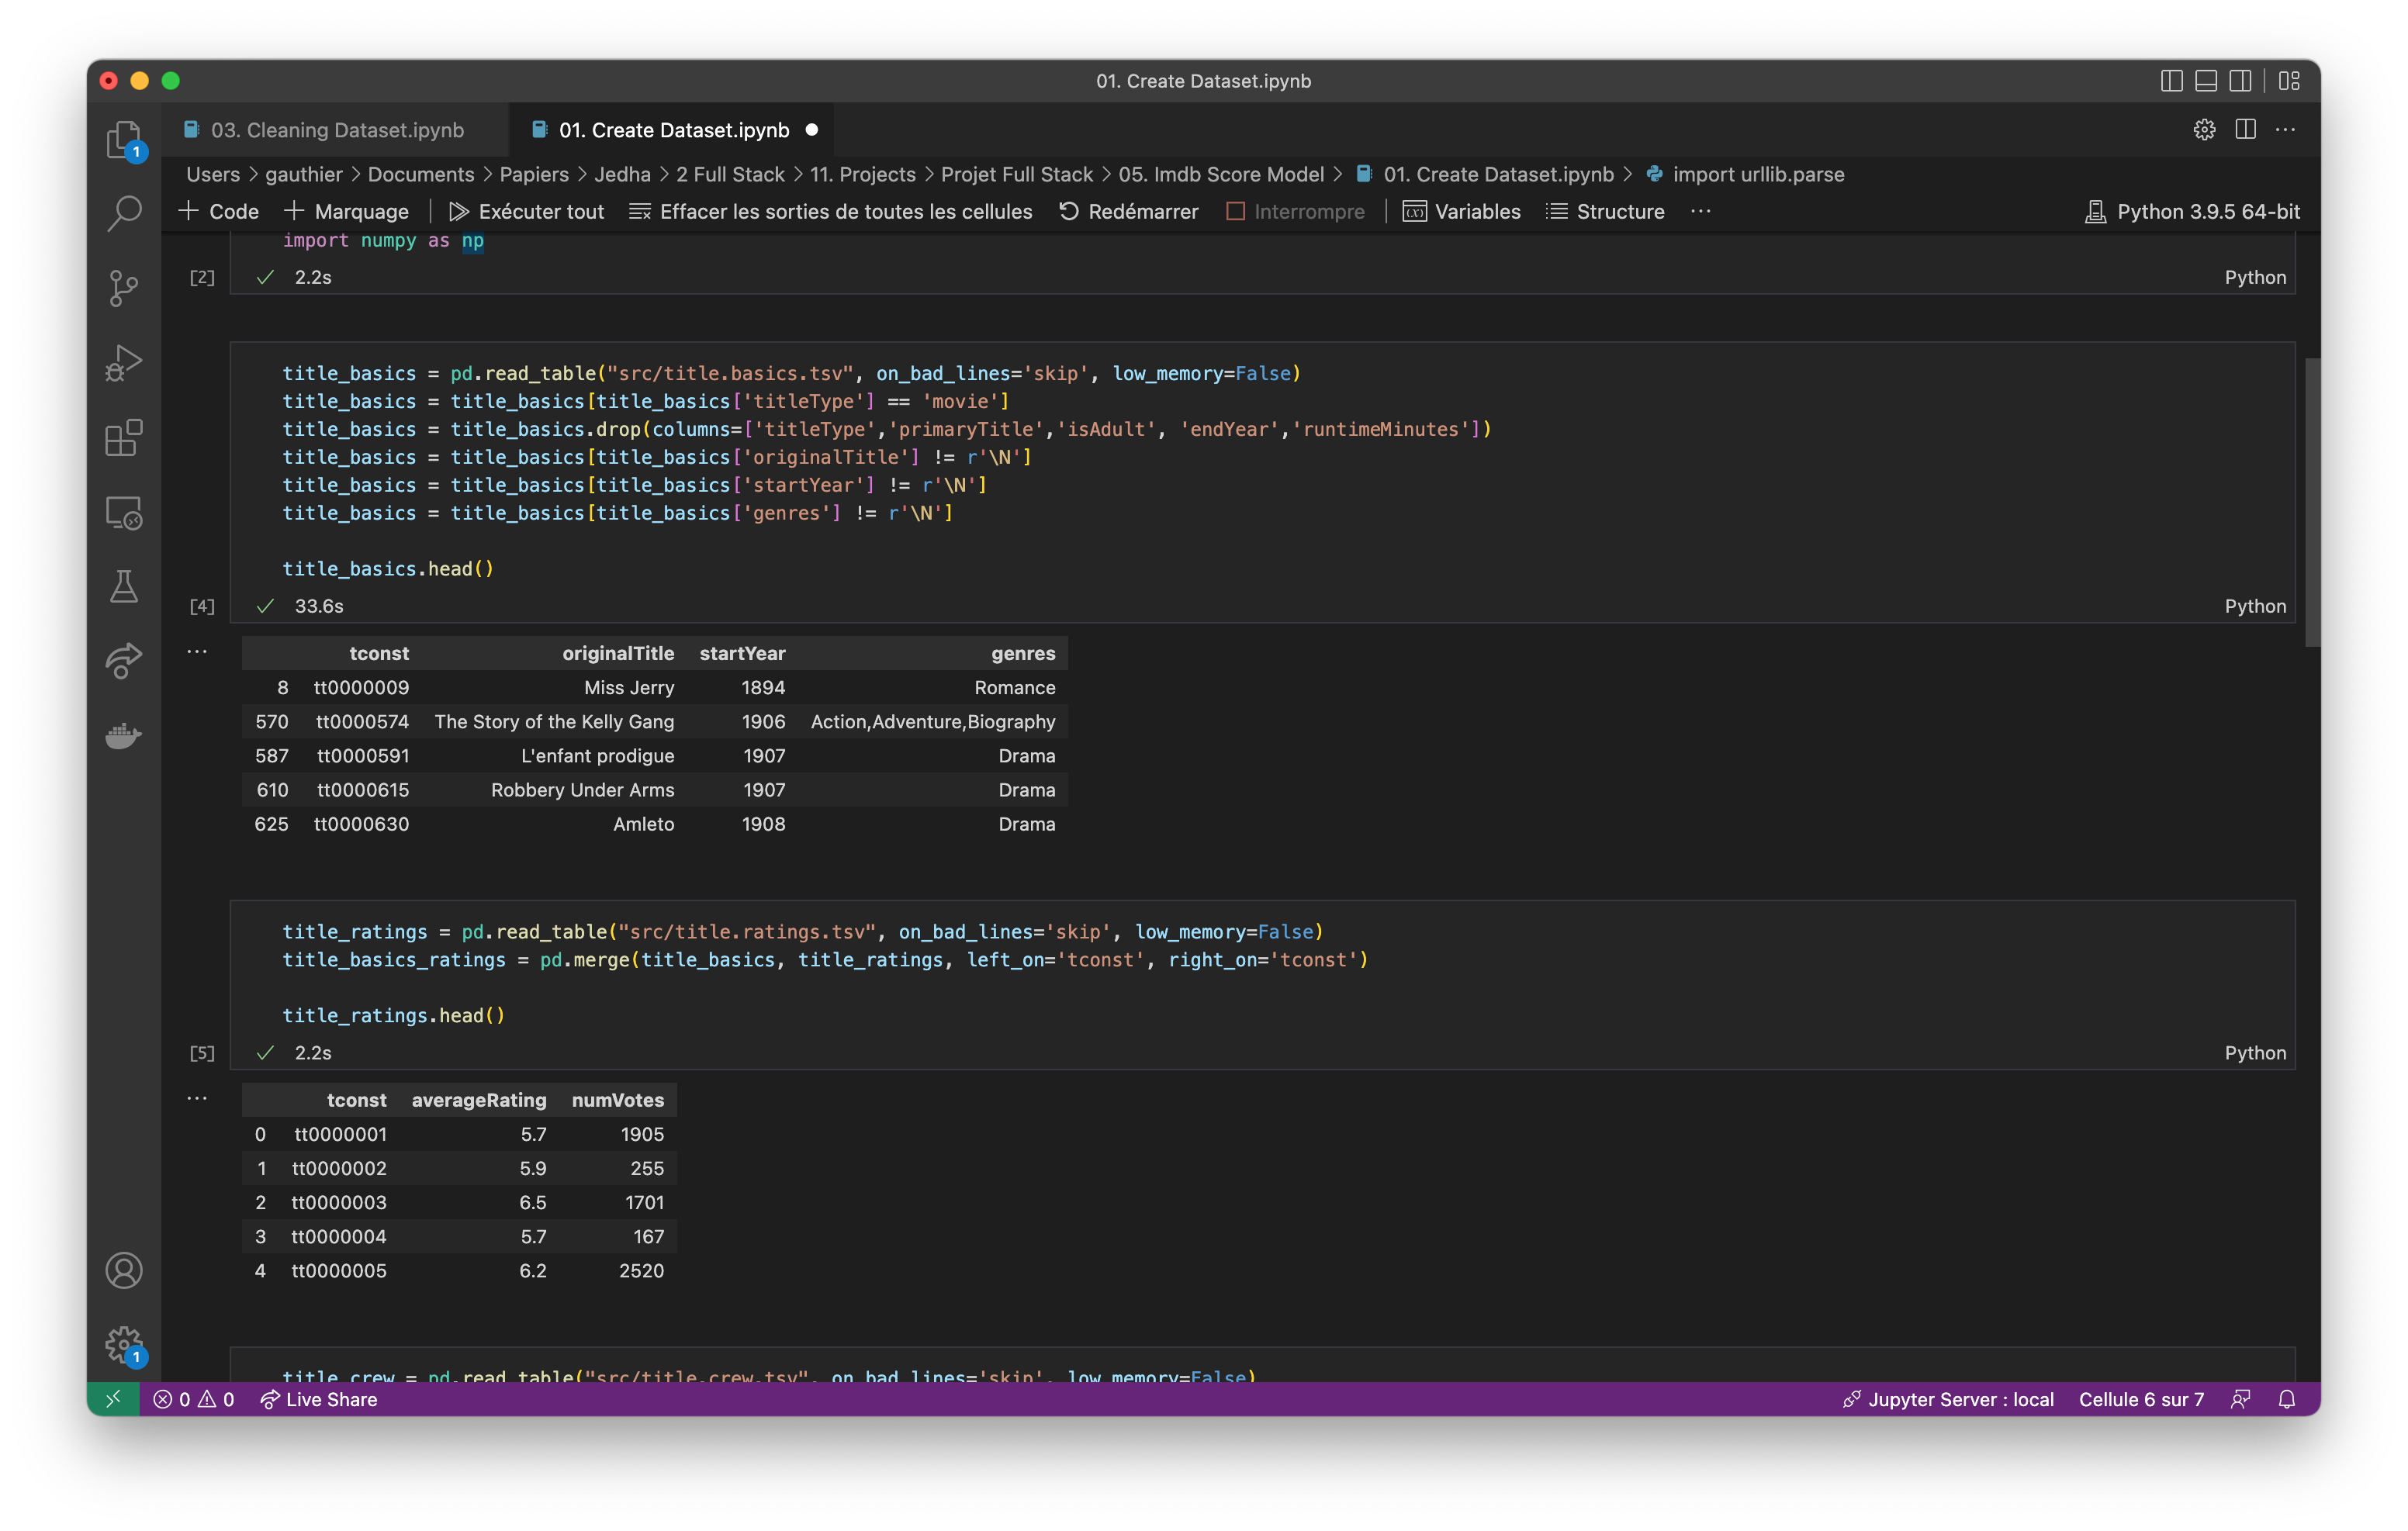 01. Create Dataset.ipynb
03. Cleaning Dataset.ipynb 01. Create Dataset.ipynb
Users > gauthier > Documents > Papiers > Jedha > 2 Full Stack > 11. Projects > Projet Full Stack > 05. Imdb Score Model > 01. Create Dataset.ipynb > import urllib.parse
+ Code + Marquage Exécuter tout Effacer les sorties de toutes les cellules Redémarrer Interrompre Variables Structure ... Python 3.9.5 64-bit
1
import numpy as np
[2] 2.2s Python
title_basics = pd.read_table("src/title.basics.tsv", on_bad_lines='skip', low_memory=False)
title_basics = title_basics[title_basics['titleType'] == 'movie']
title_basics = title_basics.drop(columns=['titleType','primaryTitle','isAdult', 'endYear','runtimeMinutes'])
title_basics = title_basics[title_basics['originalTitle'] != r'\N']
title_basics = title_basics[title_basics['startYear'] != r'\N']
title_basics = title_basics[title_basics['genres'] != r'\N']
title_basics.head()
[4] 33.6s Python
... tconst originalTitle startYear genres
8 tt0000009 Miss Jerry 1894 Romance
570 tt0000574 The Story of the Kelly Gang 1906 Action,Adventure,Biography
587 tt0000591 L'enfant prodigue 1907 Drama
610 tt0000615 Robbery Under Arms 1907 Drama
625 tt0000630 Amleto 1908 Drama
title_ratings = pd.read_table("src/title.ratings.tsv", on_bad_lines='skip', low_memory=False)
title_basics_ratings = pd.merge(title_basics, title_ratings, left_on='tconst', right_on='tconst')
title_ratings.head()
[5] 2.2s Python
... tconst averageRating numVotes
0 tt0000001 5.7 1905
1 tt0000002 5.9 255
2 tt0000003 6.5 1701
3 tt0000004 5.7 167
4 tt0000005 6.2 2520
1
title_crew = pd.read_table("src/title.crew.tsv", on_bad_lines='skip', low_memory=False)
0 0 Live Share Jupyter Server : local Cellule 6 sur 7